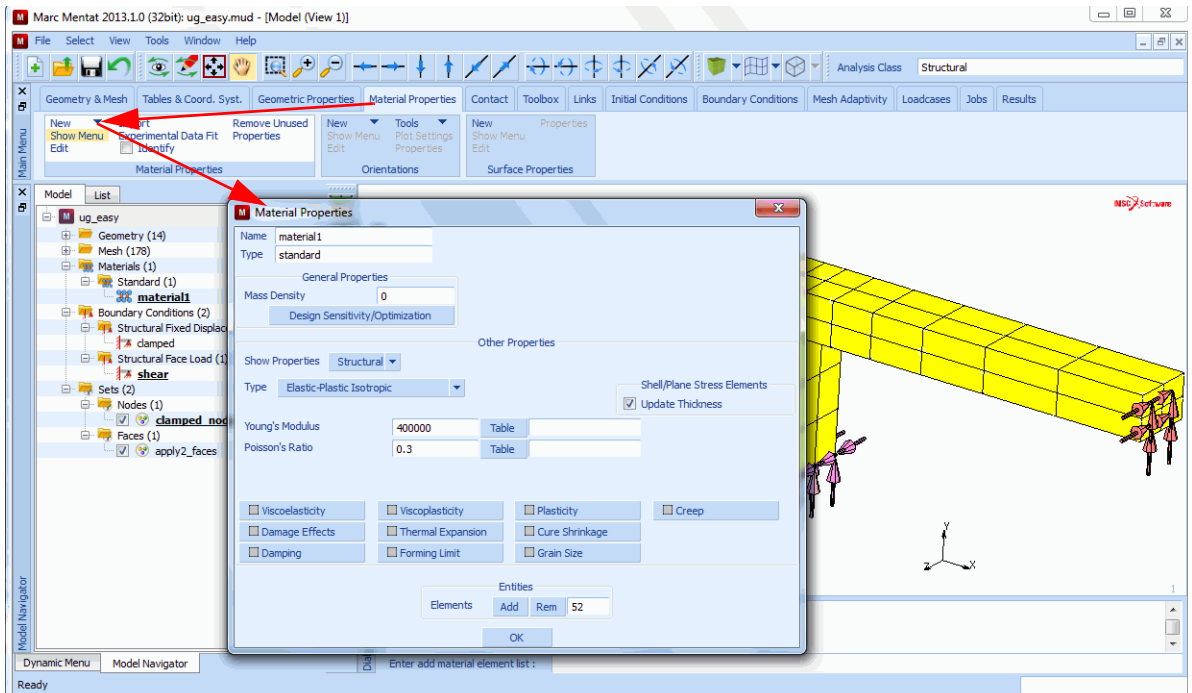 Marc Mentat 2013.1.0 (32bit): ug_easy.mud - [Model (View 1)]
File Select View Tools Window Help
Analysis Class Structural
Geometry & Mesh Tables & Coord. Syst. Geometric Properties Material Properties Contact Toolbox Links Initial Conditions Boundary Conditions Mesh Adaptivity Loadcases Jobs Results
Main Menu
New Remove Unused New Tools New Properties
Show Menu Experimental Data Fit Properties Show Menu Plot Settings Show Menu
Edit Identify Edit Properties Edit
Material Properties Orientations Surface Properties
Model List
ug_easy
Geometry (14)
Mesh (178)
Materials (1)
Standard (1)
material1
Boundary Conditions (2)
Structural Fixed Displac
clamped
Structural Face Load (1)
shear
Sets (2)
Nodes (1)
clamped_nod
Faces (1)
apply2_faces
Model Navigator
Material Properties
Name material1
Type standard
General Properties
Mass Density 0
Design Sensitivity/Optimization
Other Properties
Show Properties Structural
Type Elastic-Plastic Isotropic
Shell/Plane Stress Elements
Update Thickness
Young's Modulus 400000 Table
Poisson's Ratio 0.3 Table
Viscoelasticity Viscoplasticity Plasticity Creep
Damage Effects Thermal Expansion Cure Shrinkage
Damping Forming Limit Grain Size
Entities
Elements Add Rem 52
OK
MSC Software
Y
Z X
1
Dynamic Menu Model Navigator
Enter add material element list :
Ready